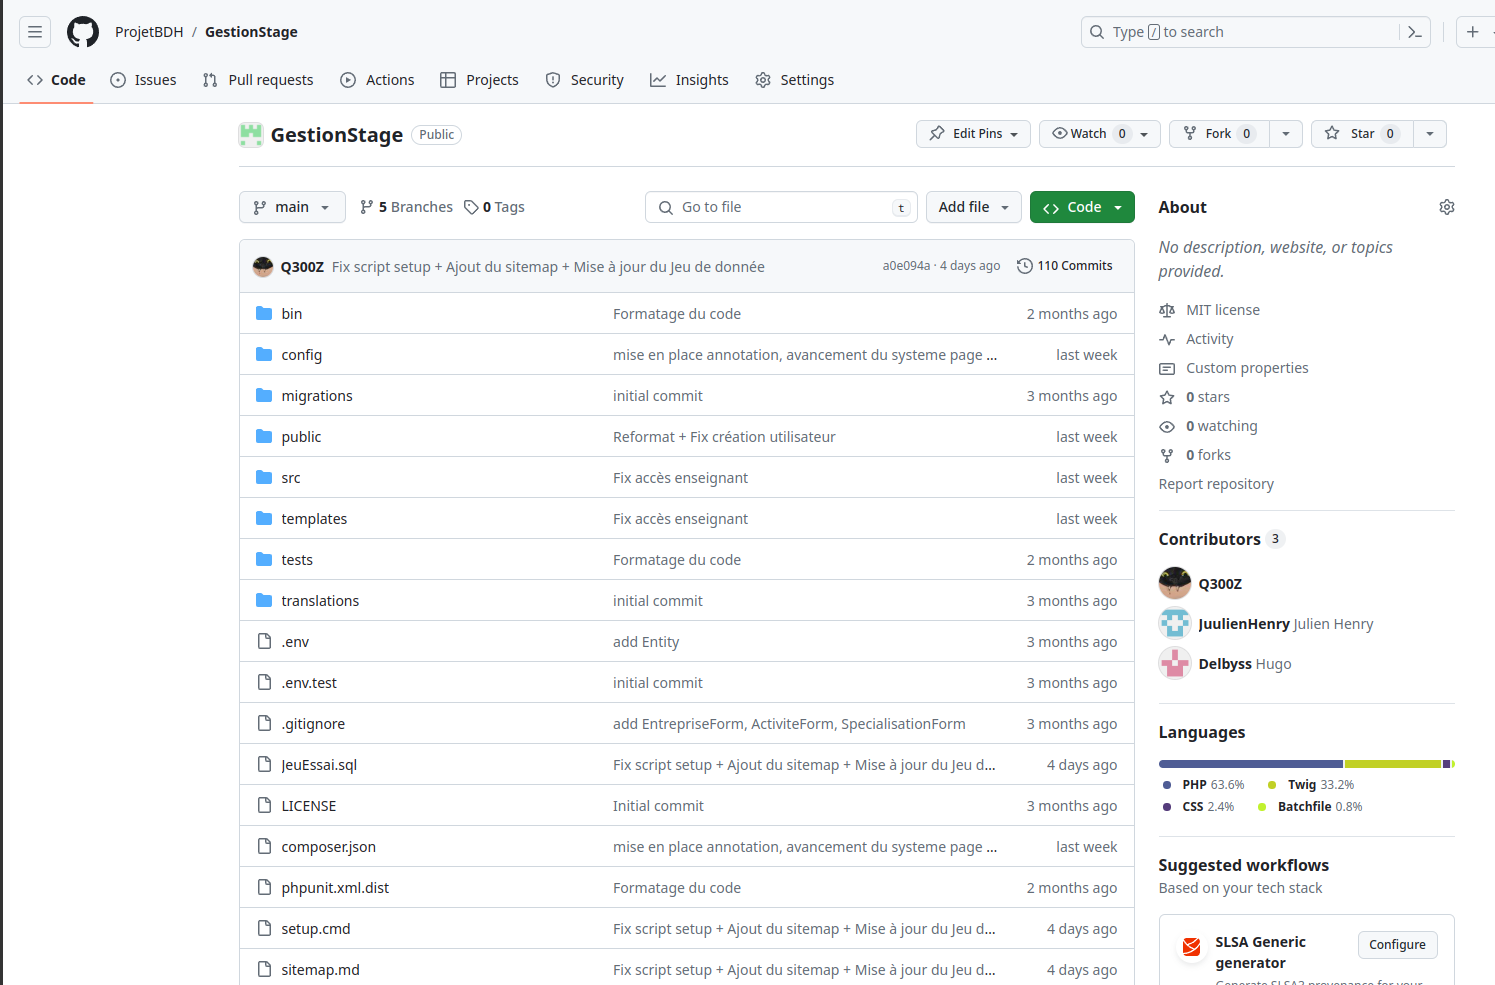 ProjetBDH / GestionStage
Type / to search
Code Issues Pull requests Actions Projects Security Insights Settings
GestionStage Public
Edit Pins Watch 0 Fork 0 Star 0
main 5 Branches 0 Tags
Go to file t Add file Code
Q300Z Fix script setup + Ajout du sitemap + Mise à jour du Jeu de donnée a0e094a · 4 days ago 110 Commits
bin Formatage du code 2 months ago
config mise en place annotation, avancement du systeme page ... last week
migrations initial commit 3 months ago
public Reformat + Fix création utilisateur last week
src Fix accès enseignant last week
templates Fix accès enseignant last week
tests Formatage du code 2 months ago
translations initial commit 3 months ago
.env add Entity 3 months ago
.env.test initial commit 3 months ago
.gitignore add EntrepriseForm, ActiviteForm, SpecialisationForm 3 months ago
JeuEssai.sql Fix script setup + Ajout du sitemap + Mise à jour du Jeu d... 4 days ago
LICENSE Initial commit 3 months ago
composer.json mise en place annotation, avancement du systeme page ... last week
phpunit.xml.dist Formatage du code 2 months ago
setup.cmd Fix script setup + Ajout du sitemap + Mise à jour du Jeu d... 4 days ago
sitemap.md Fix script setup + Ajout du sitemap + Mise à jour du Jeu d... 4 days ago
About
No description, website, or topics
provided.
MIT license
Activity
Custom properties
0 stars
0 watching
0 forks
Report repository
Contributors 3
Q300Z
JuulienHenry Julien Henry
Delbyss Hugo
Languages
PHP 63.6% Twig 33.2%
CSS 2.4% Batchfile 0.8%
Suggested workflows
Based on your tech stack
SLSA Generic
generator
Configure
Generate SLSA3 provenance for your